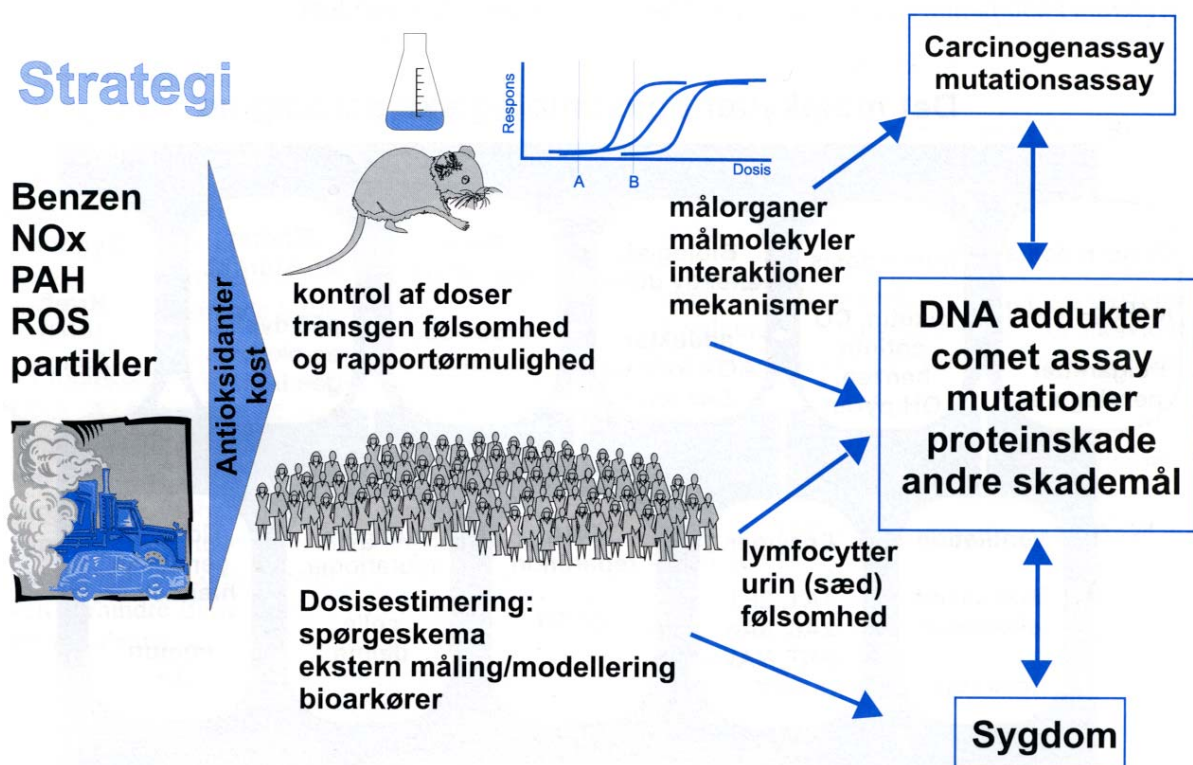 Strategi
Benzen
NOx
PAH
ROS
partikler
Antioksidanter
kost
Respons
Dosis
A
B
kontrol af doser
transgen følsomhed
og rapportørmulighed
Dosisestimering:
spørgeskema
ekstern måling/modellering
bioarkører
målorganer
målmolekyler
interaktioner
mekanismer
lymfocytter
urin (sæd)
følsomhed
Carcinogenassay
mutationsassay
DNA addukter
comet assay
mutationer
proteinskade
andre skademål
Sygdom